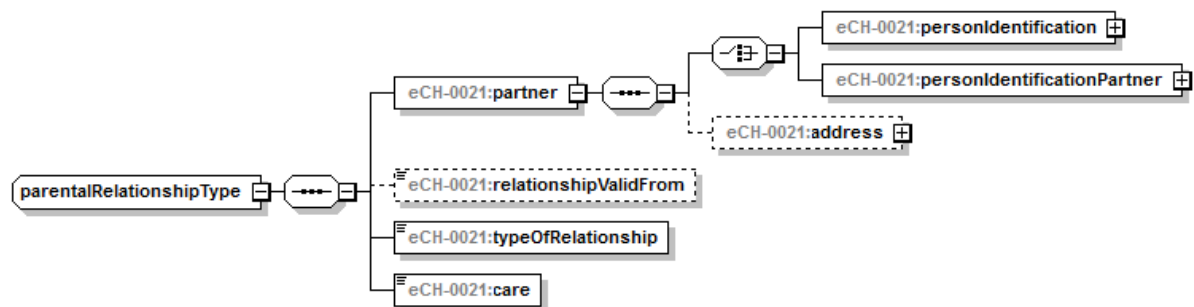 eCH-0021:personIdentification
eCH-0021:partner
eCH-0021:personIdentificationPartner
eCH-0021:address
parentalRelationshipType
eCH-0021:relationshipValidFrom
eCH-0021:typeOfRelationship
eCH-0021:care